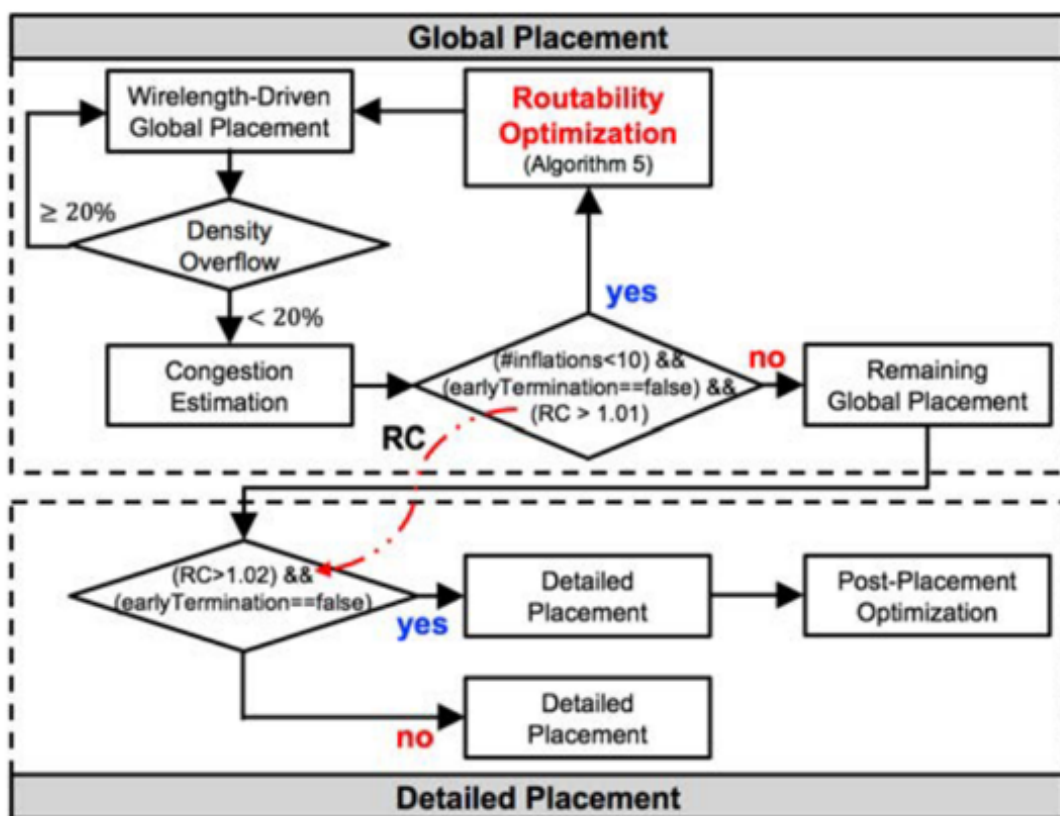 Global Placement
Wirelength-Driven
Global Placement
Routability
Optimization
(Algorithm 5)
≥ 20%
Density
Overflow
yes
< 20%
Congestion
Estimation
(#inflations<10) &&
(earlyTermination==false) &&
(RC > 1.01)
no
Remaining
Global Placement
RC
(RC>1.02) &&
(earlyTermination==false)
yes
Detailed
Placement
Post-Placement
Optimization
no
Detailed
Placement
Detailed Placement